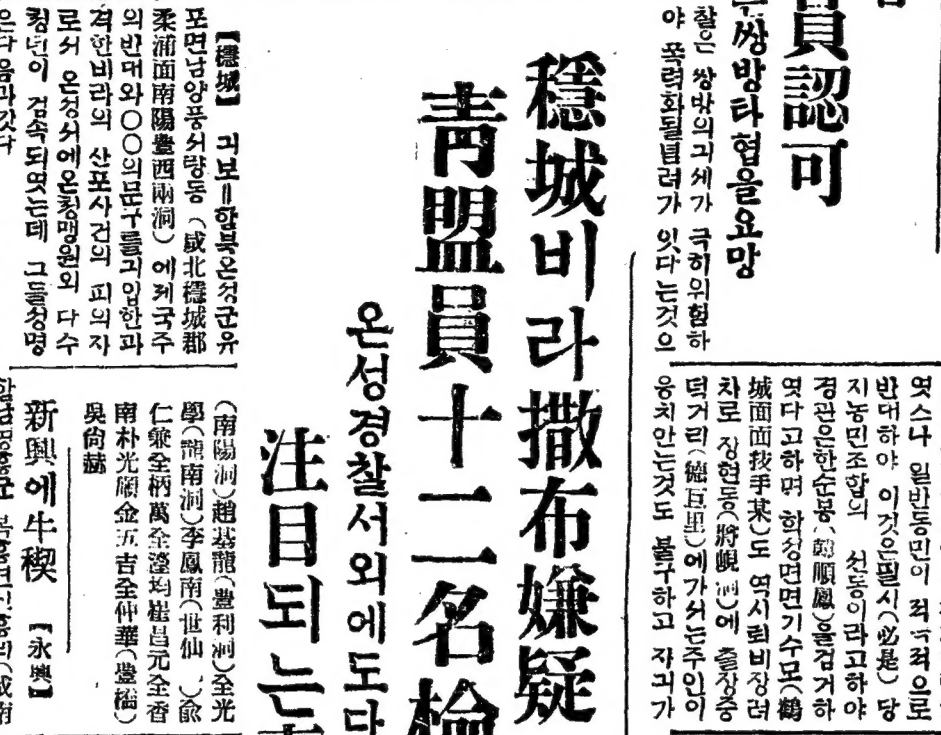 員認可
쌍방타협을요망
찰은 쌍방의긔세가 극히위험하
야 폭력화될념려가 잇다는것으
엿스나 일반동민이 적극적으로
반대하야 이것은필시(必是) 당
지농민조합의 선동이라고하야
경관은한순봉(韓順鳳)을검거하
엿다고하며 학성면면기수모(鶴
城面面技手某)도 역시퇴비장려
차로 장현동(將峴洞)에 출장중
덕거리(德巨里)에가서는주인이
응치안는것도 불구하고 자긔가
穩城비라撒布嫌疑
靑盟員十二名檢
온성경찰서외에도다
注目되는
【穩城】 긔보=함북온성군유
포면남양풍서량동(咸北穩城郡
柔浦面南陽豊西兩洞)에제국주
의반대와〇〇의문구를긔입한과
격한비라의 산포사건의 피의자
로서 온성서에온청맹원외 다수
청년이 검속되엿는데 그들성명
은다음과갓다
(南陽洞)趙基龍(豊利洞)全光
學(龍南洞)李鳳南(世仙 )兪
仁乘全柄萬全瀅均崔昌元全香
南朴光願金五吉全仲華(豊橋)
吳尙赫
新興에牛禊 【永興】